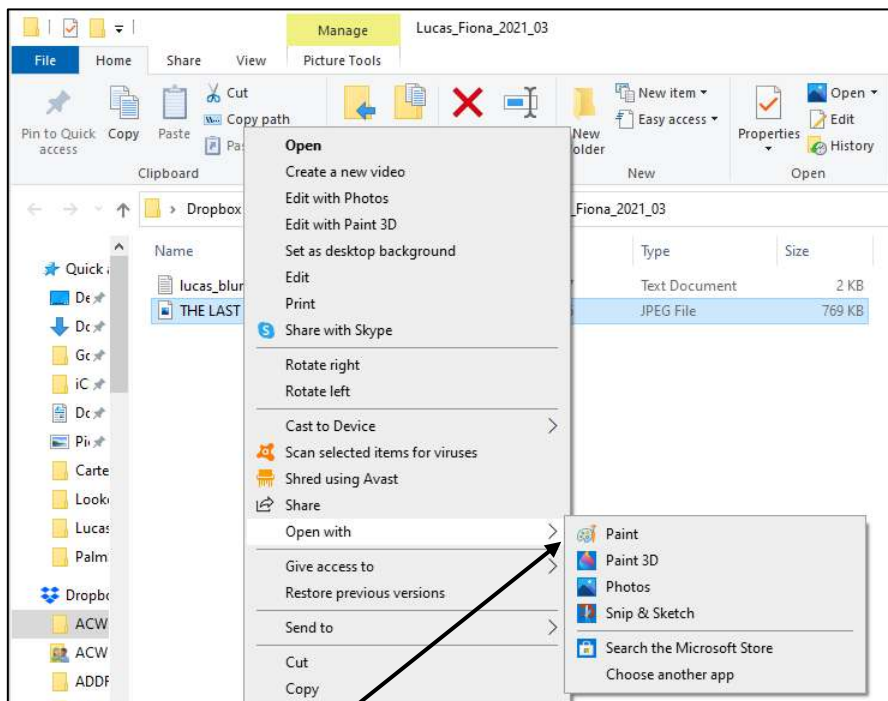 Manage
Lucas_Fiona_2021_03
File
Home
Share
View
Picture Tools
Pin to Quick
access
Copy
Paste
Cut
Copy path
Clipboard
New
New item
Easy access
New
Properties
Open
Edit
History
Open
Dropbox
_Fiona_2021_03
Name
Type
Size
Text Document
2 KB
THE LAST
JPEG File
769 KB
Quick
Carte
Look
Lucas
Palm
Dropbo
ACW
ACW
ADDF
Open
Create a new video
Edit with Photos
Edit with Paint 3D
Set as desktop background
Edit
Print
Share with Skype
Rotate right
Rotate left
Cast to Device
Scan selected items for viruses
Shred using Avast
Share
Open with
Give access to
Restore previous versions
Send to
Cut
Copy
Paint
Paint 3D
Photos
Snip & Sketch
Search the Microsoft Store
Choose another app